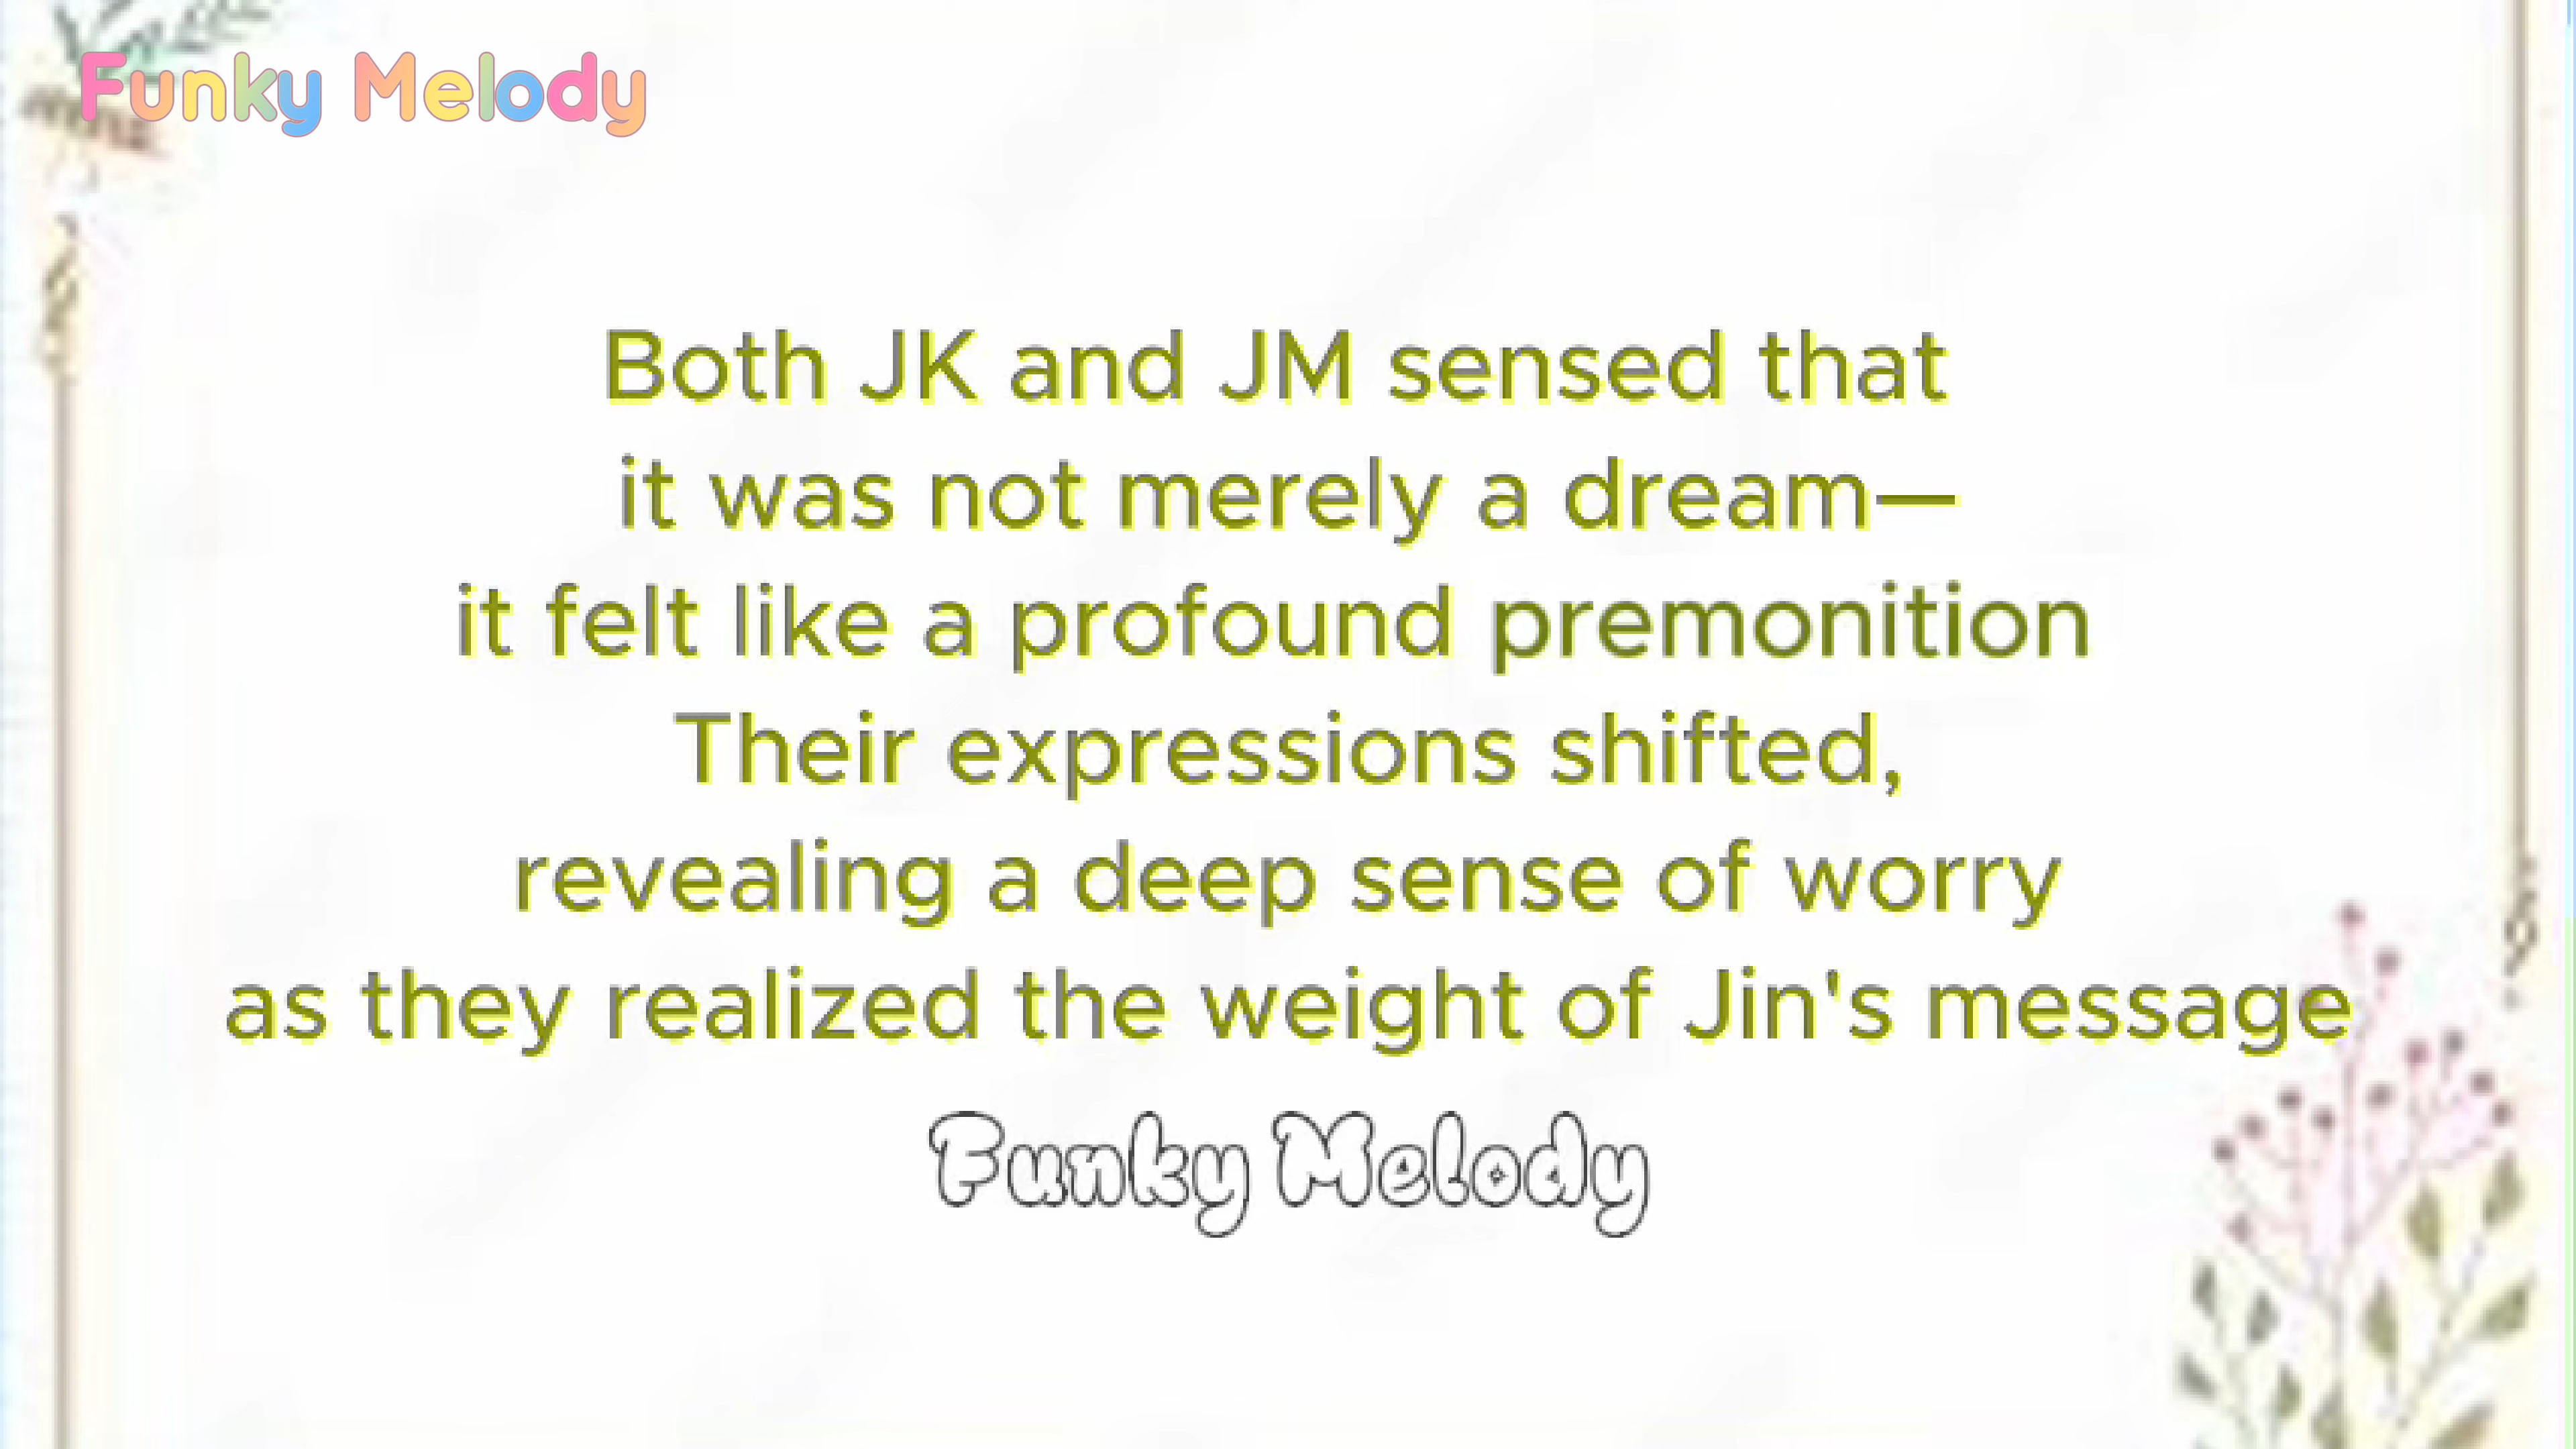 Funky Melody
Both JK and JM sensed that
it was not merely a dream—
it felt like a profound premonition
Their expressions shifted,
revealing a deep sense of worry
as they realized the weight of Jin's message
Funky Melody